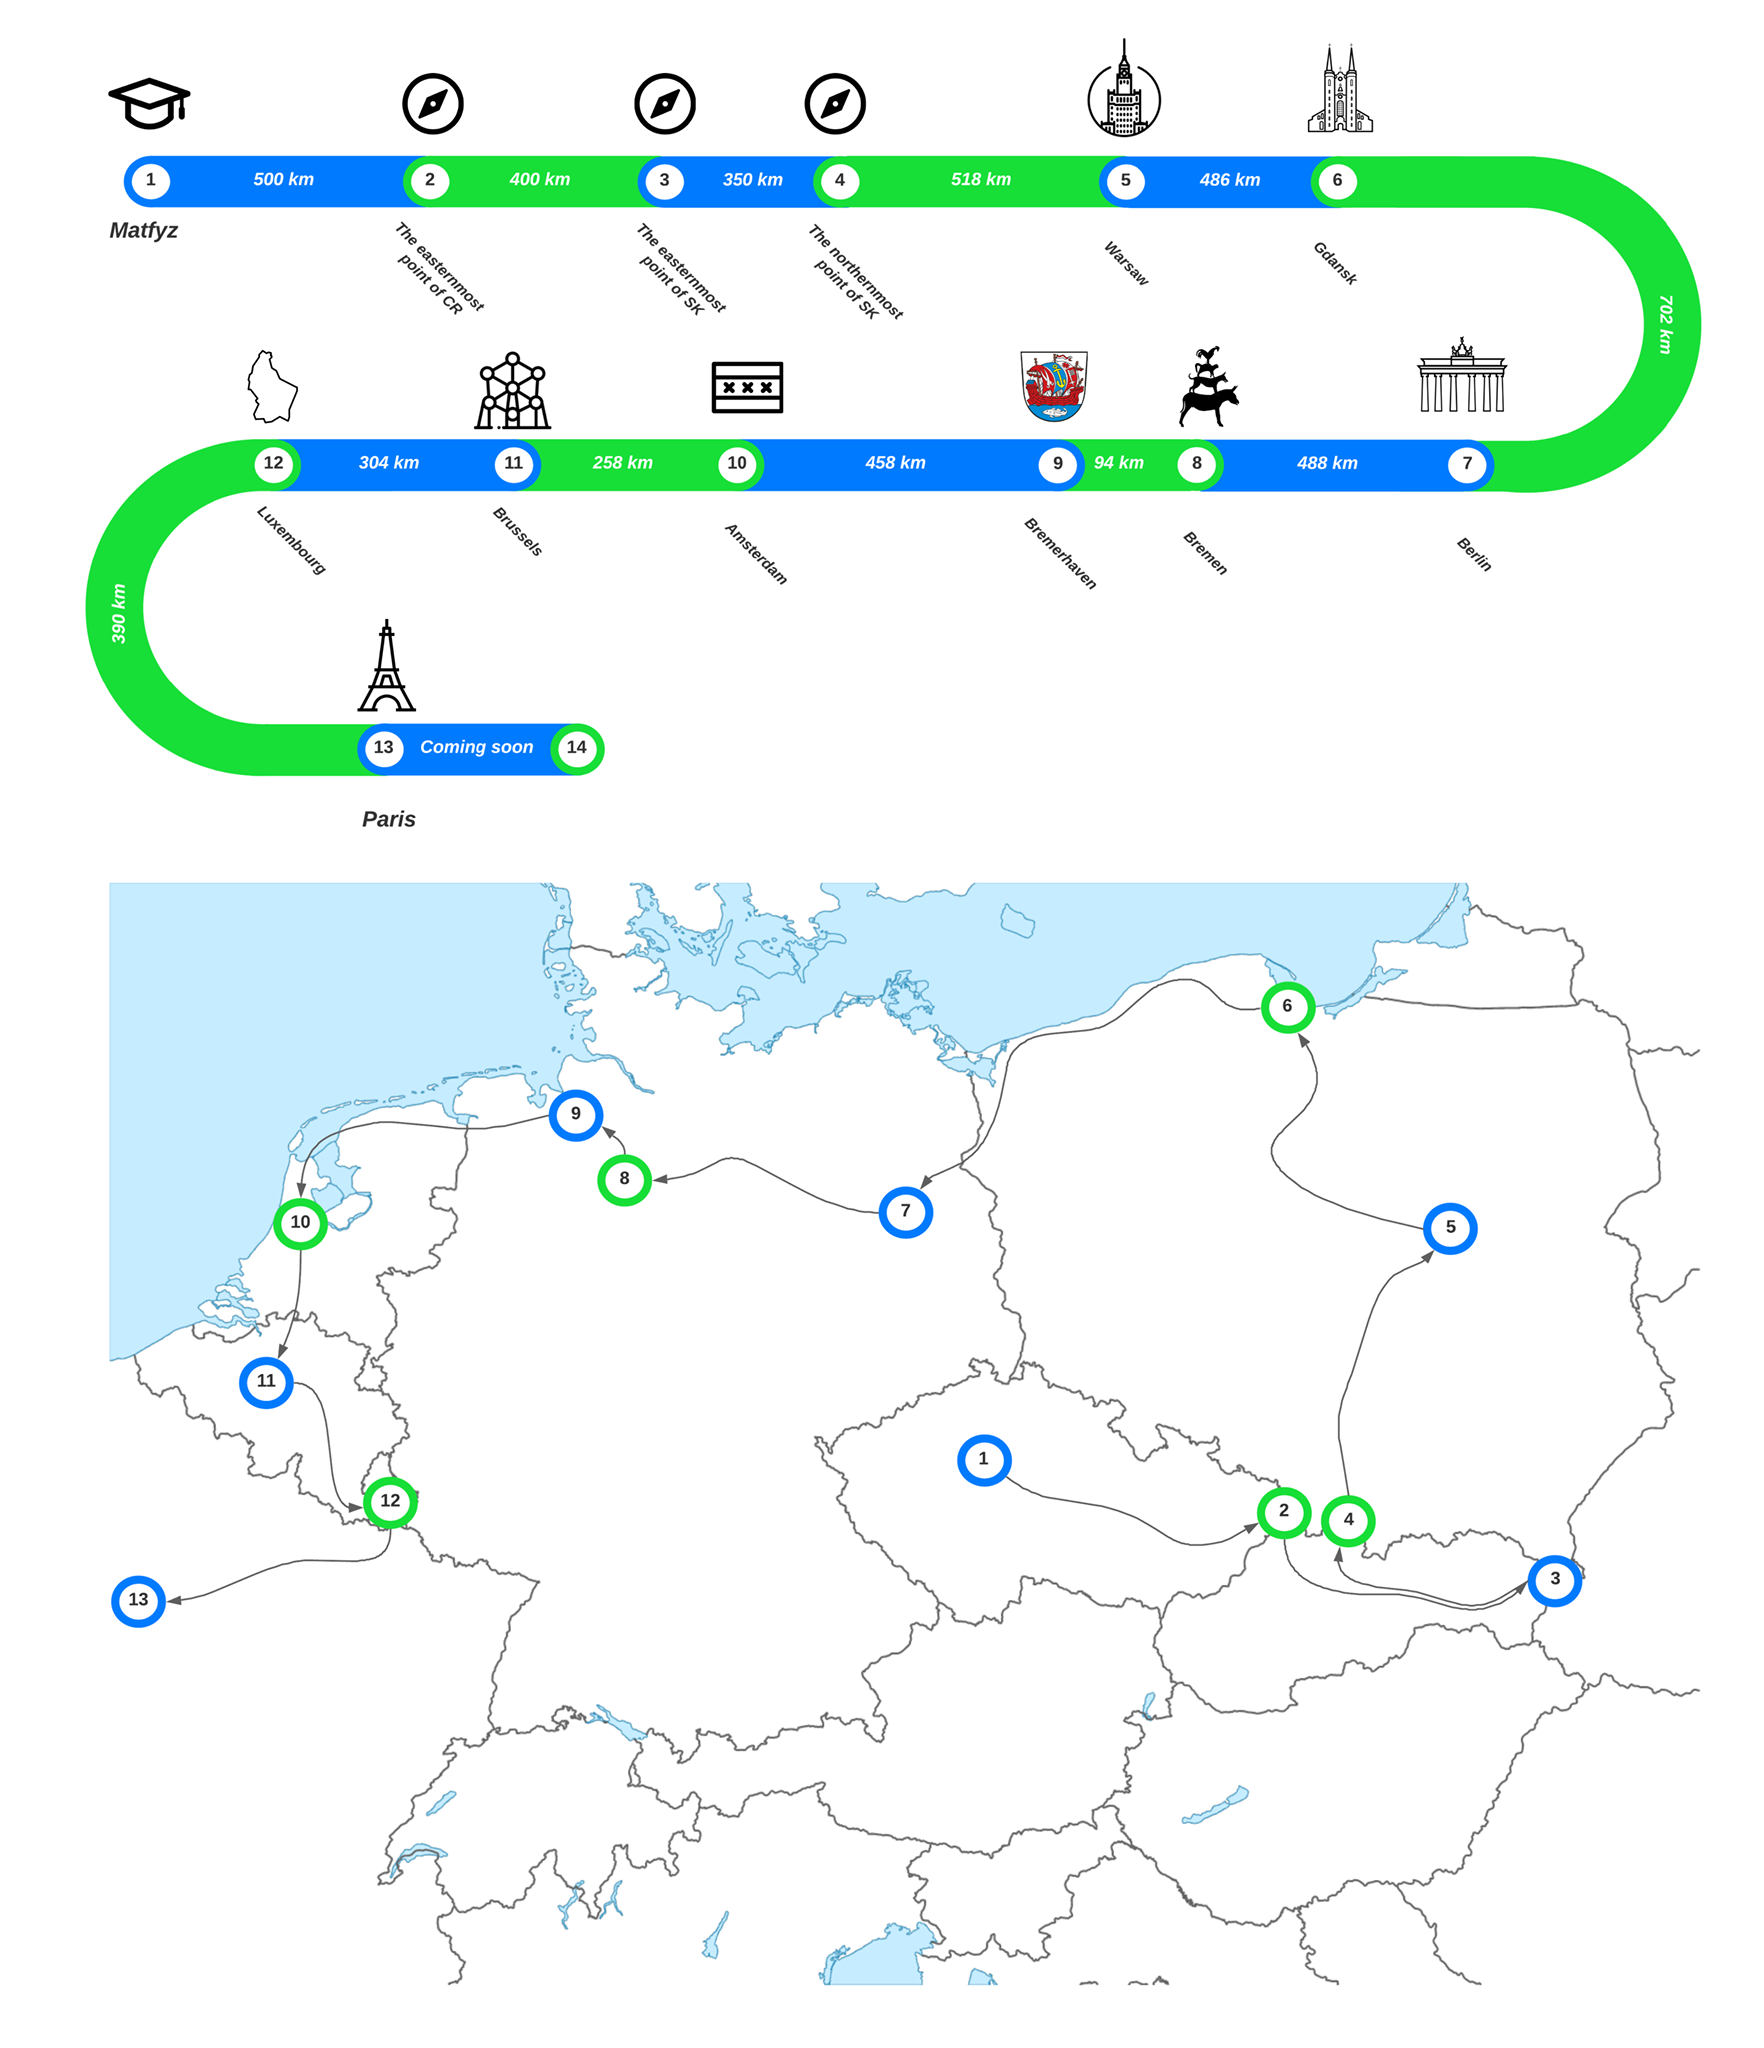 1
500 km
2
400 km
3
350 km
4
518 km
5
486 km
6
Matfyz
The easternmost
point of CR
The easternmost
point of SK
The northernmost
point of SK
Warsaw
Gdansk
702 km
12
304 km
11
258 km
10
458 km
9
94 km
8
488 km
7
Luxembourg
Brussels
Amsterdam
Bremerhaven
Bremen
Berlin
390 km
13
Coming soon
14
Paris
6
9
8
7
10
5
11
1
12
2
4
3
13